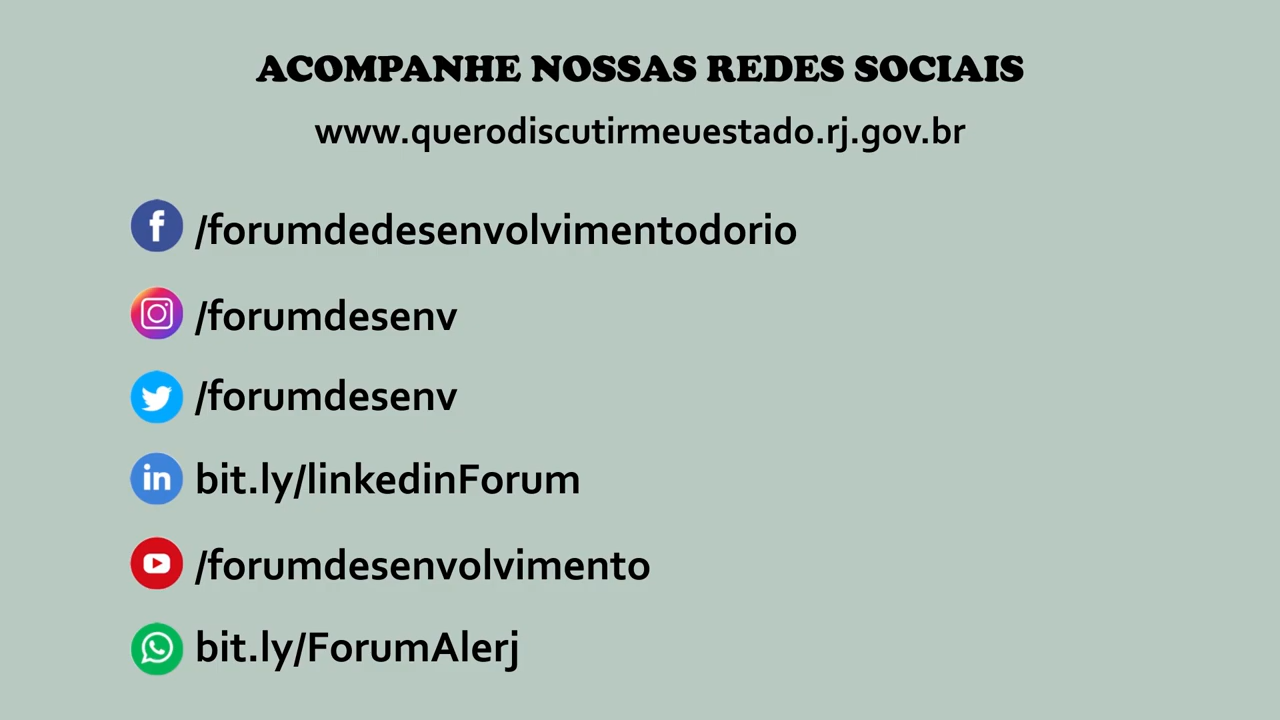 ACOMPANHE NOSSAS REDES SOCIAIS
www.querodiscutirmeuestado.rj.gov.br
/forumdedesenvolvimentodorio
/forumdesenv
/forumdesenv
bit.ly/linkedinForum
/forumdesenvolvimento
bit.ly/ForumAlerj